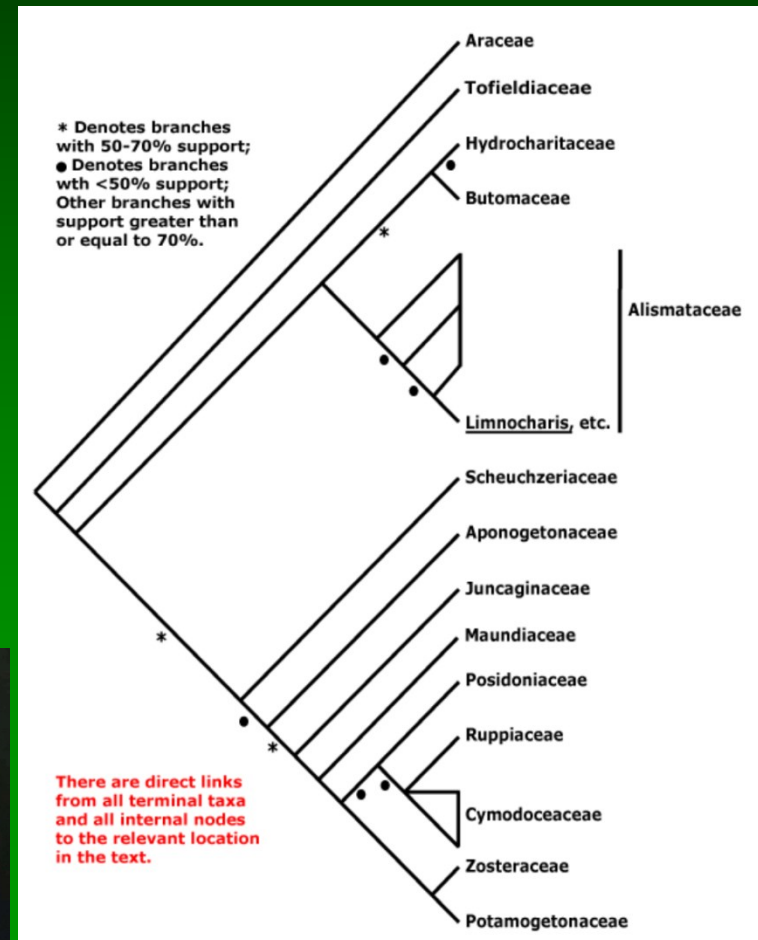 Araceae
Tofieldiaceae
* Denotes branches
with 50-70% support;
● Denotes branches
wth <50% support;
Other branches with
support greater than
or equal to 70%.
Hydrocharitaceae
Butomaceae
*
Alismataceae
Limnocharis, etc.
Scheuchzeriaceae
Aponogetonaceae
Juncaginaceae
Maundiaceae
*
Posidoniaceae
Ruppiaceae
*
There are direct links
from all terminal taxa
and all internal nodes
to the relevant location
in the text.
Cymodoceaceae
Zosteraceae
Potamogetonaceae